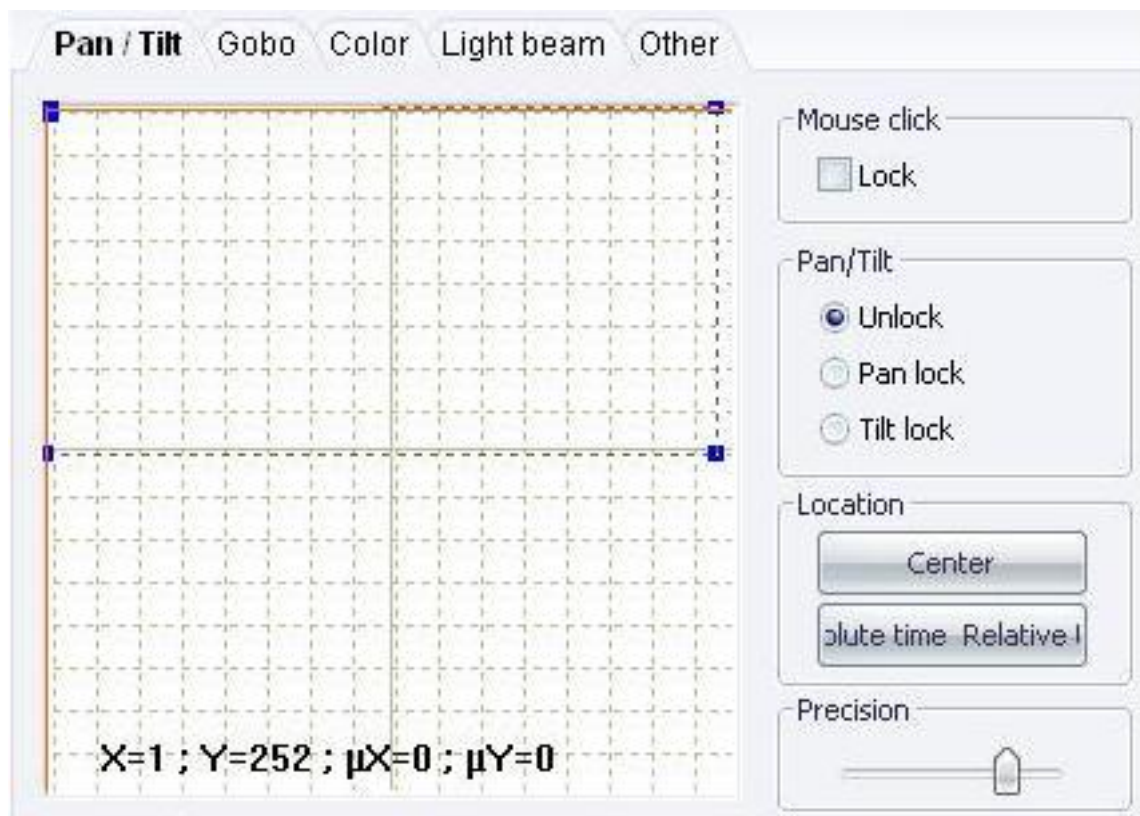 Pan / Tilt Gobo Color Light beam Other
Mouse click
Lock
Pan/Tilt
Unlock
Pan lock
Tilt lock
Location
Center
olute time Relative
Precision
X=1 ; Y=252 ; µX=0 ; µY=0